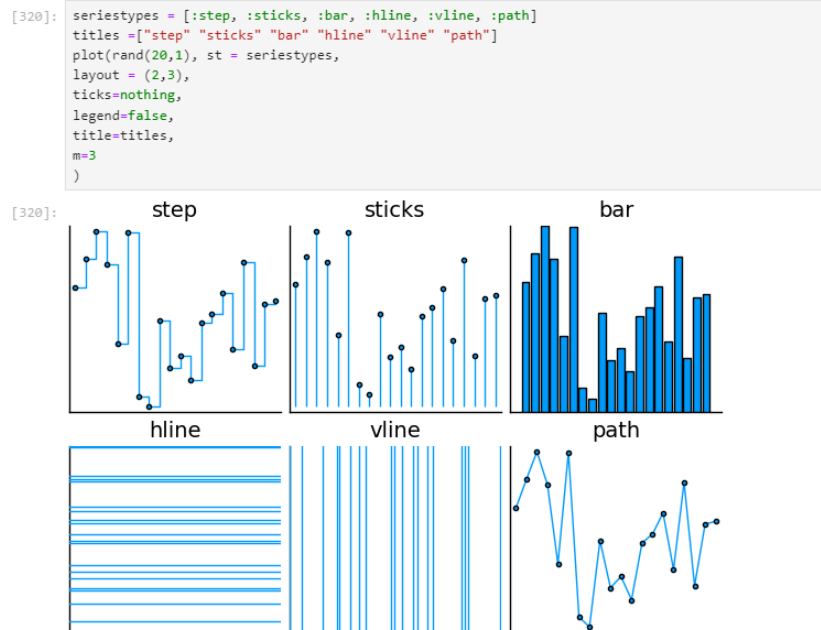 [320]: seriestypes = [:step, :sticks, :bar, :hline, :vline, :path]
titles =["step" "sticks" "bar" "hline" "vline" "path"]
plot(rand(20,1), st = seriestypes,
layout = (2,3),
ticks=nothing,
legend=false,
title=titles,
m=3
)
[320]:
step sticks bar
hline vline path